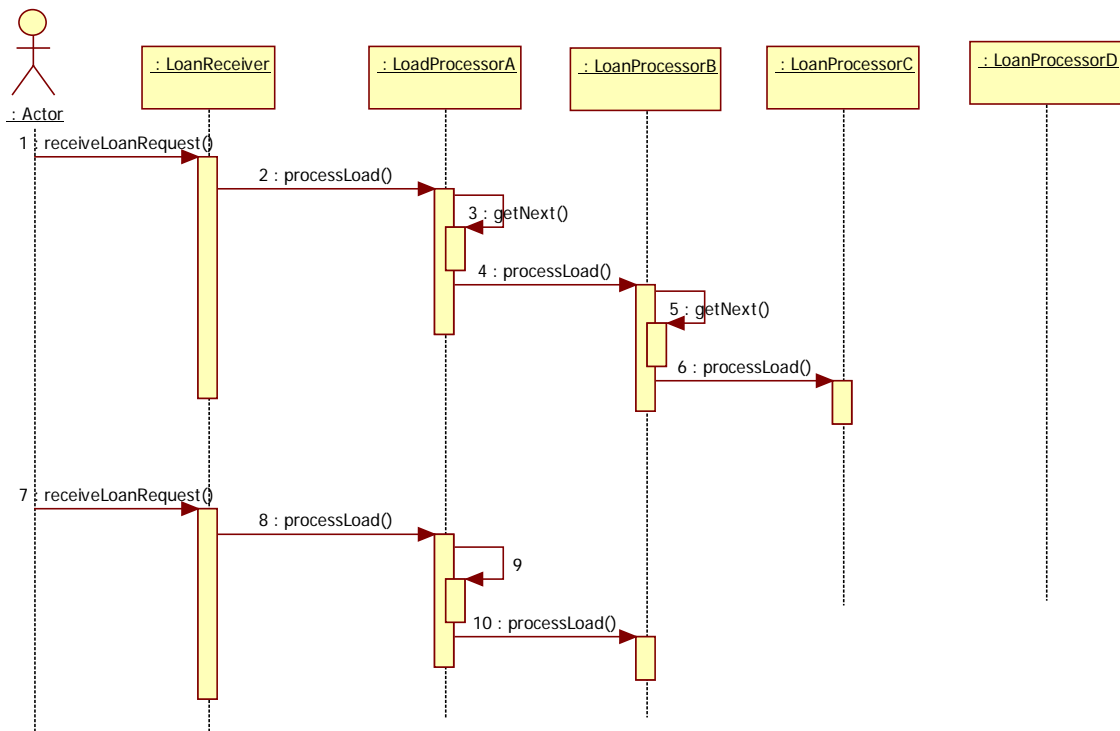 : LoanReceiver
: LoadProcessorA
: LoanProcessorB
: LoanProcessorC
: LoanProcessorD
: Actor
1 : receiveLoanRequest()
2 : processLoad()
3 : getNext()
4 : processLoad()
5 : getNext()
6 : processLoad()
7 : receiveLoanRequest()
8 : processLoad()
9
10 : processLoad()